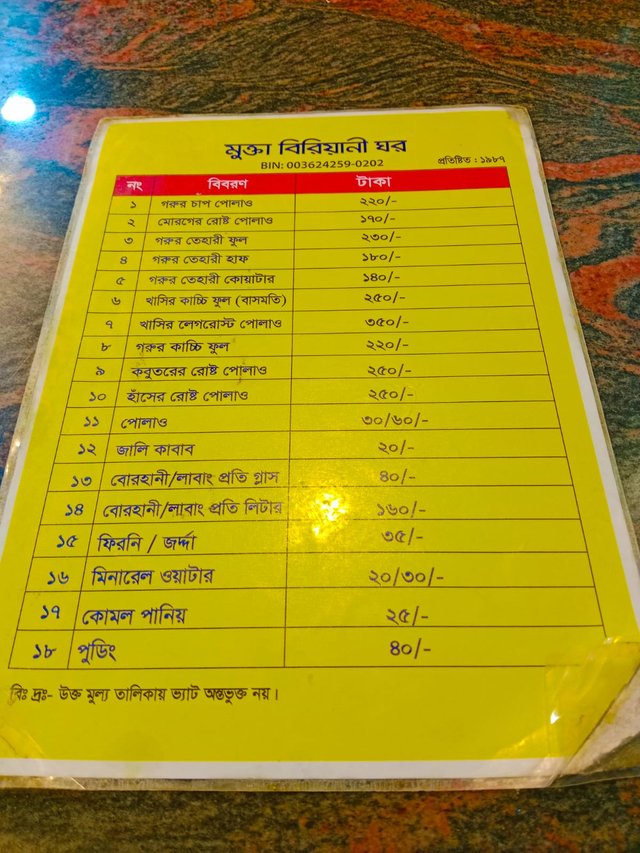 মুক্তা বিরিয়ানী ঘর
BIN: 003624259-0202
প্রতিষ্টিত : ১৯৮৭
নং বিবরণ টাকা
১ গরুর চাপ পোলাও ২২০/-
২ মোরগের রোষ্ট পোলাও ১৭০/-
৩ গরুর তেহারী ফুল ২৩০/-
৪ গরুর তেহারী হাফ ১৮০/-
৫ গরুর তেহারী কোয়াটার ১৪০/-
৬ খাসির কাচ্চি ফুল (বাসমতি) ২৫০/-
৭ খাসির লেগরোস্ট পোলাও ৩৫০/-
৮ গরুর কাচ্চি ফুল ২২০/-
৯ কবুতরের রোষ্ট পোলাও ২৫০/-
১০ হাঁসের রোষ্ট পোলাও ২৫০/-
১১ পোলাও ৩০/৬০/-
১২ জালি কাবাব ২০/-
১৩ বোরহানী/লাবাং প্রতি গ্লাস ৪০/-
১৪ বোরহানী/লাবাং প্রতি লিটার ১৬০/-
১৫ ফিরনি / জর্দ্দা ৩৫/-
১৬ মিনারেল ওয়াটার ২০/৩০/-
১৭ কোমল পানিয় ২৫/-
১৮ পুডিং ৪০/-
বিঃ দ্রঃ- উক্ত মুল্য তালিকায় ভ্যাট অন্তভুক্ত নয়।